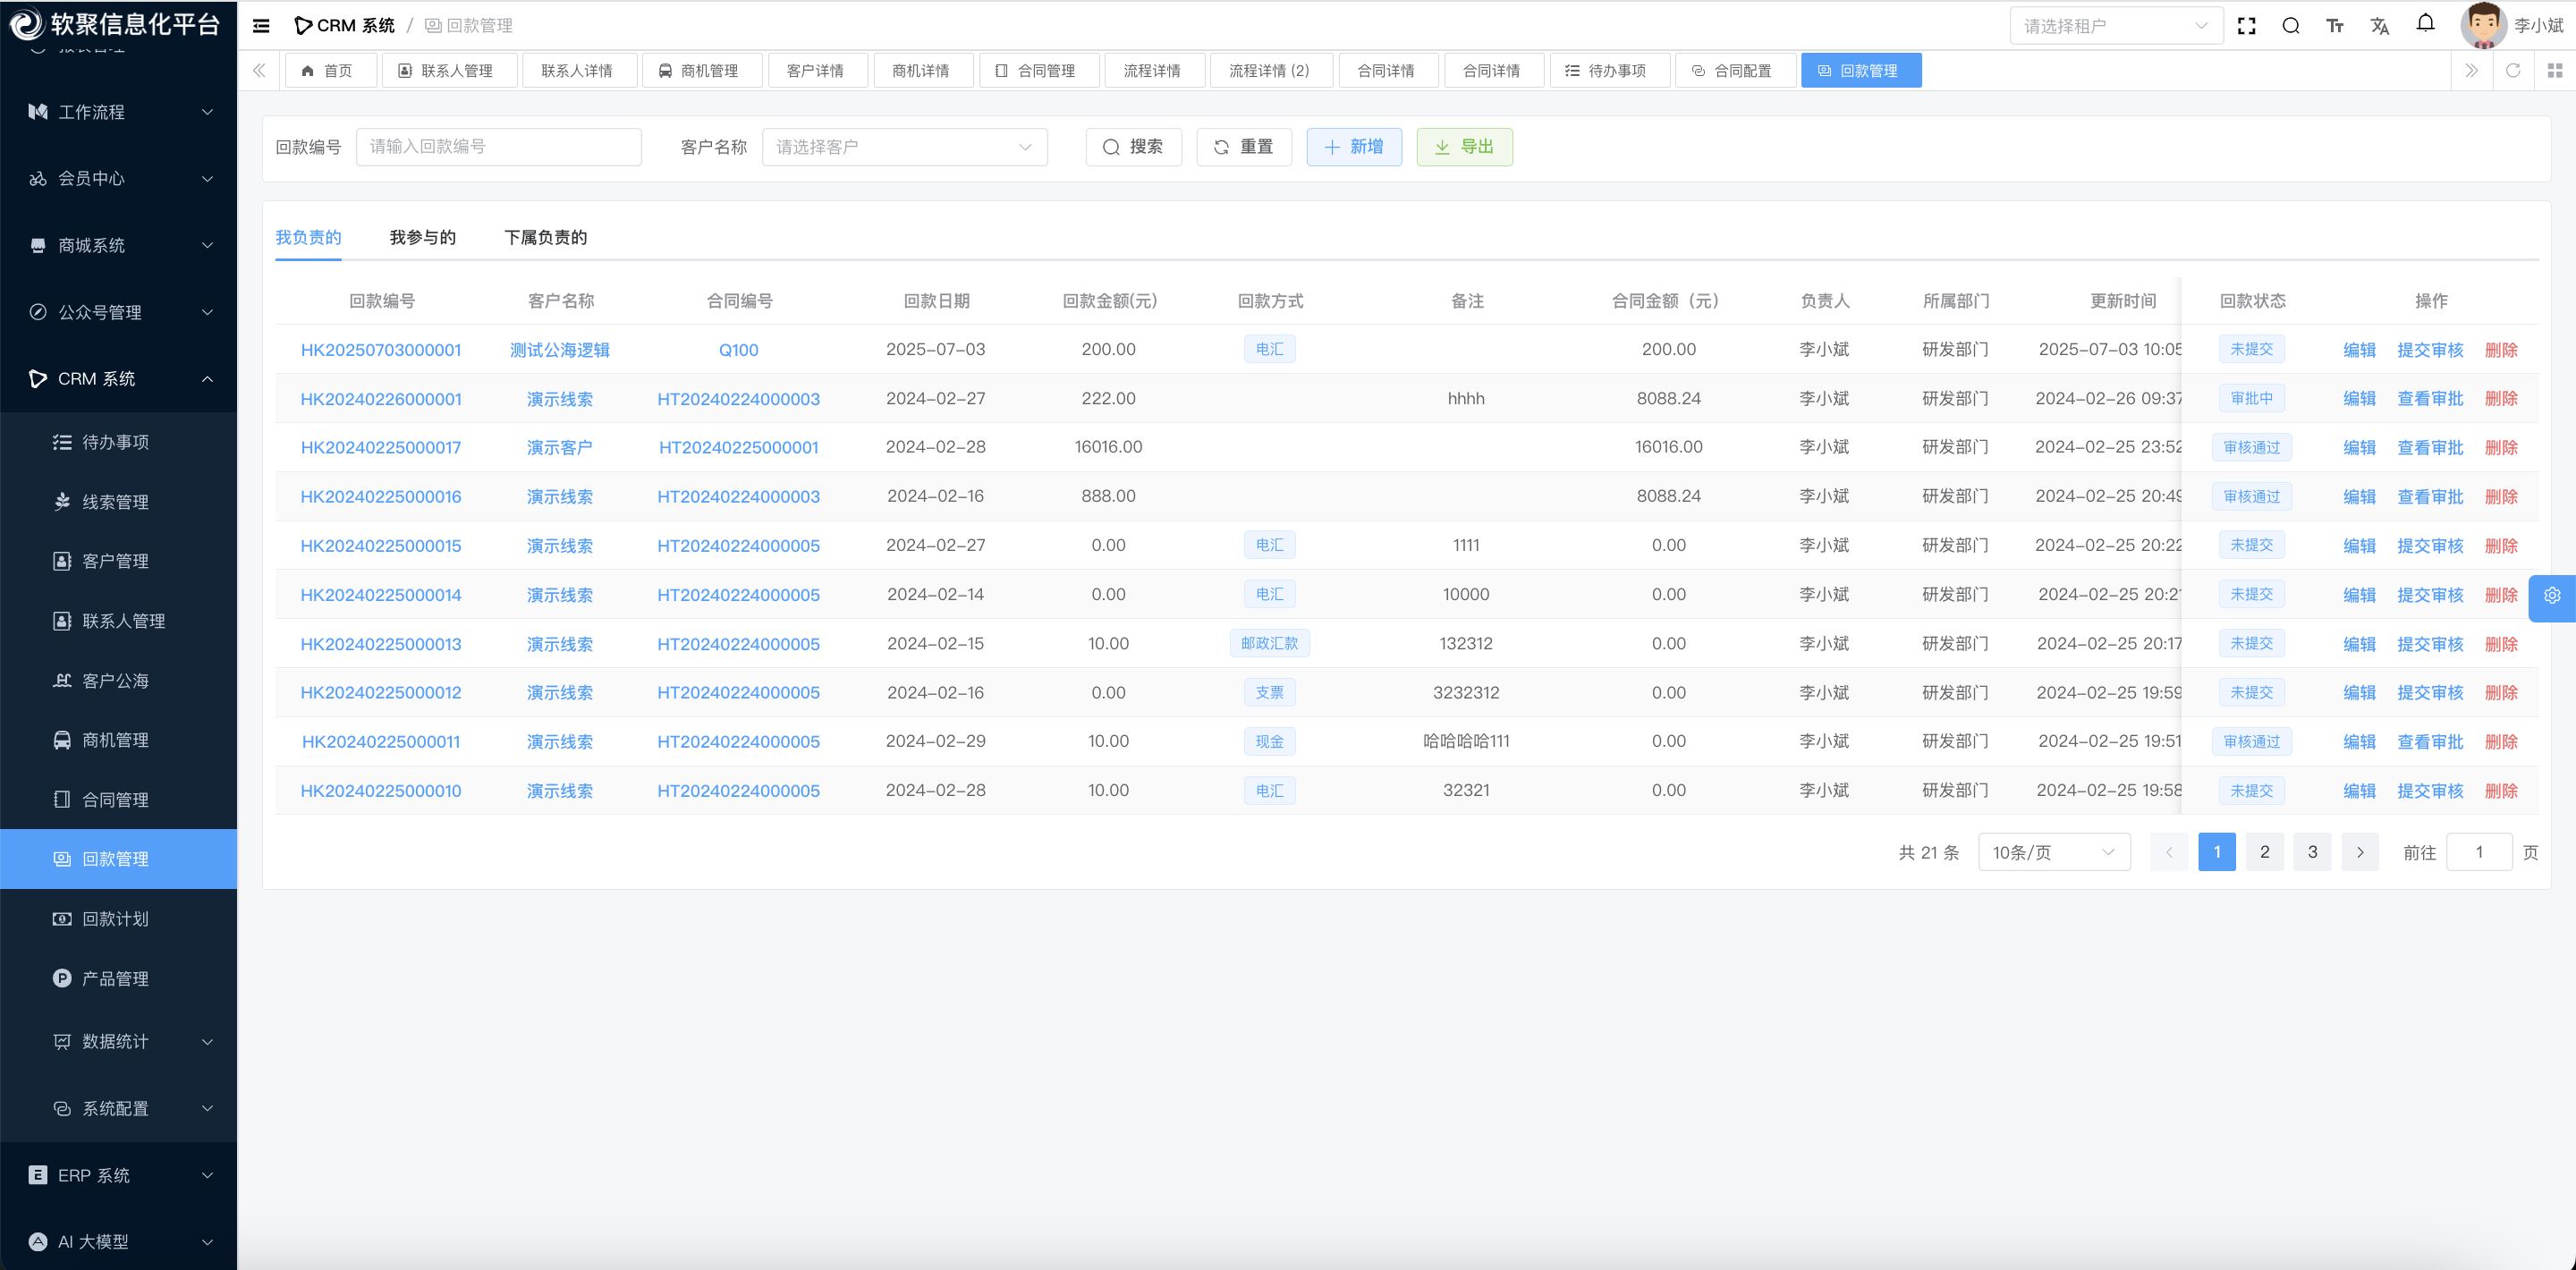 软聚信息化平台
CRM 系统 / 回款管理
请选择租户
李小斌
首页 联系人管理 联系人详情 商机管理 客户详情 商机详情 合同管理 流程详情 流程详情 (2) 合同详情 合同详情 待办事项 合同配置 回款管理
报表管理
工作流程
会员中心
商城系统
公众号管理
CRM 系统
待办事项
线索管理
客户管理
联系人管理
客户公海
商机管理
合同管理
回款管理
回款计划
产品管理
数据统计
系统配置
ERP 系统
AI 大模型
回款编号 请输入回款编号 客户名称 请选择客户 搜索 重置 新增 导出
我负责的 我参与的 下属负责的
回款编号 客户名称 合同编号 回款日期 回款金额(元) 回款方式 备注 合同金额（元） 负责人 所属部门 更新时间 回款状态 操作
HK20250703000001 测试公海逻辑 Q100 2025-07-03 200.00 电汇 200.00 李小斌 研发部门 2025-07-03 10:05 未提交 编辑 提交审核 删除
HK20240226000001 演示线索 HT20240224000003 2024-02-27 222.00 hhhh 8088.24 李小斌 研发部门 2024-02-26 09:37 审批中 编辑 查看审批 删除
HK20240225000017 演示客户 HT20240225000001 2024-02-28 16016.00 16016.00 李小斌 研发部门 2024-02-25 23:52 审核通过 编辑 查看审批 删除
HK20240225000016 演示线索 HT20240224000003 2024-02-16 888.00 8088.24 李小斌 研发部门 2024-02-25 20:49 审核通过 编辑 查看审批 删除
HK20240225000015 演示线索 HT20240224000005 2024-02-27 0.00 电汇 1111 0.00 李小斌 研发部门 2024-02-25 20:22 未提交 编辑 提交审核 删除
HK20240225000014 演示线索 HT20240224000005 2024-02-14 0.00 电汇 10000 0.00 李小斌 研发部门 2024-02-25 20:21 未提交 编辑 提交审核 删除
HK20240225000013 演示线索 HT20240224000005 2024-02-15 10.00 邮政汇款 132312 0.00 李小斌 研发部门 2024-02-25 20:17 未提交 编辑 提交审核 删除
HK20240225000012 演示线索 HT20240224000005 2024-02-16 0.00 支票 3232312 0.00 李小斌 研发部门 2024-02-25 19:59 未提交 编辑 提交审核 删除
HK20240225000011 演示线索 HT20240224000005 2024-02-29 10.00 现金 哈哈哈哈111 0.00 李小斌 研发部门 2024-02-25 19:51 审核通过 编辑 查看审批 删除
HK20240225000010 演示线索 HT20240224000005 2024-02-28 10.00 电汇 32321 0.00 李小斌 研发部门 2024-02-25 19:58 未提交 编辑 提交审核 删除
共 21 条 10条/页 1 2 3 前往 1 页